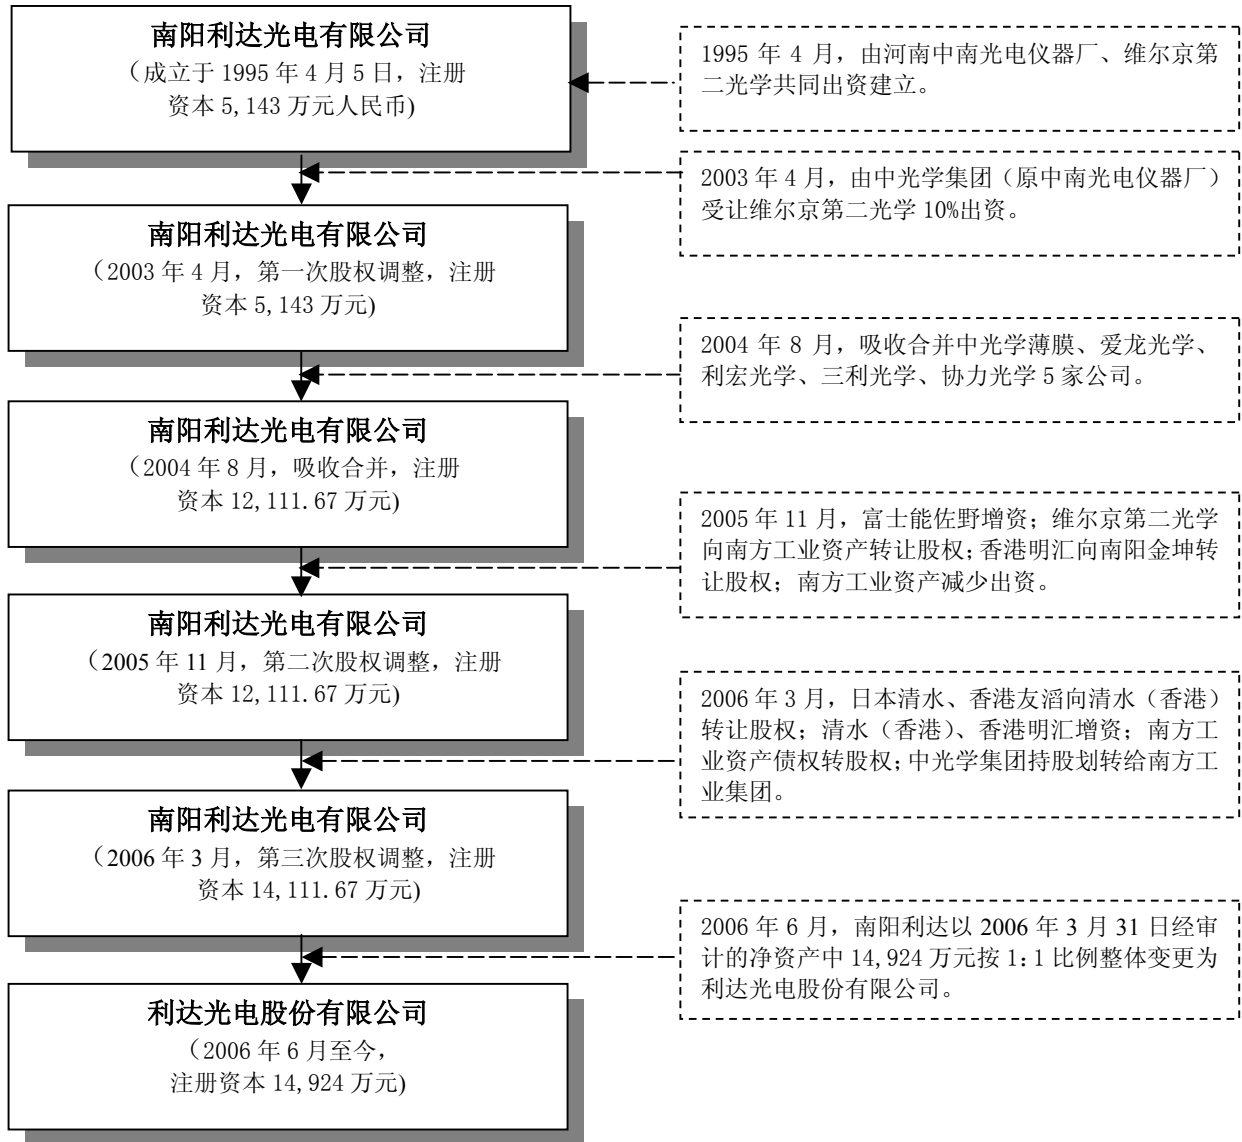 南阳利达光电有限公司
（成立于 1995 年 4 月 5 日，注册
资本 5,143 万元人民币)
1995 年 4 月，由河南中南光电仪器厂、维尔京第
二光学共同出资建立。
2003 年 4 月，由中光学集团（原中南光电仪器厂）
受让维尔京第二光学 10%出资。
南阳利达光电有限公司
（2003 年 4 月，第一次股权调整，注册
资本 5,143 万元)
2004 年 8 月，吸收合并中光学薄膜、爱龙光学、
利宏光学、三利光学、协力光学 5 家公司。
南阳利达光电有限公司
（2004 年 8 月，吸收合并，注册
资本 12,111.67 万元)
2005 年 11 月，富士能佐野增资；维尔京第二光学
向南方工业资产转让股权；香港明汇向南阳金坤转
让股权；南方工业资产减少出资。
南阳利达光电有限公司
（2005 年 11 月，第二次股权调整，注册
资本 12,111.67 万元)
2006 年 3 月，日本清水、香港友滔向清水（香港）
转让股权；清水（香港）、香港明汇增资；南方工
业资产债权转股权；中光学集团持股划转给南方工
业集团。
南阳利达光电有限公司
（2006 年 3 月，第三次股权调整，注册
资本 14,111.67 万元)
2006 年 6 月，南阳利达以 2006 年 3 月 31 日经审
计的净资产中 14,924 万元按 1:1 比例整体变更为
利达光电股份有限公司。
利达光电股份有限公司
（2006 年 6 月至今，
注册资本 14,924 万元)